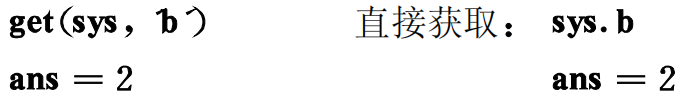 get(sys, 'b') 直接获取： sys.b
ans = 2 ans = 2